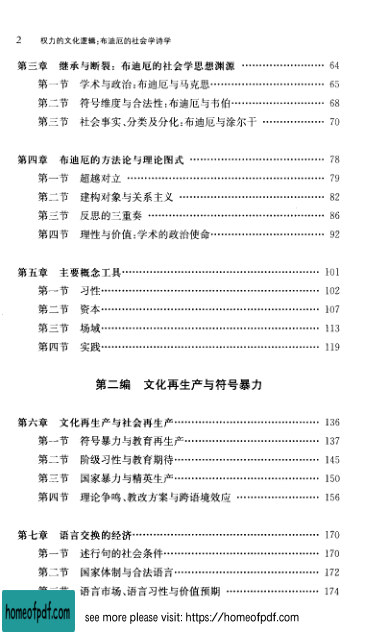 2 权力的文化逻辑:布迪厄的社会学诗学
第三章 继承与断裂:布迪厄的社会学思想渊源 …………………… 64
第一节 学术与政治:布迪厄与马克思…………………………… 65
第二节 符号维度与合法性:布迪厄与韦伯……………………… 68
第三节 社会事实、分类及分化:布迪厄与涂尔干 ……………… 70
第四章 布迪厄的方法论与理论图式 ……………………………… 78
第一节 超越对立 ………………………………………………… 79
第二节 建构对象与关系主义 …………………………………… 82
第三节 反思的三重奏 …………………………………………… 86
第四节 理性与价值:学术的政治使命…………………………… 92
第五章 主要概念工具……………………………………………… 101
第一节 习性……………………………………………………… 102
第二节 资本……………………………………………………… 107
第三节 场域……………………………………………………… 113
第四节 实践……………………………………………………… 119
第二编 文化再生产与符号暴力
第六章 文化再生产与社会再生产………………………………… 136
第一节 符号暴力与教育再生产………………………………… 137
第二节 阶级习性与教育期待…………………………………… 145
第三节 国家暴力与精英生产…………………………………… 150
第四节 理论争鸣、教改方案与跨语境效应 …………………… 156
第七章 语言交换的经济…………………………………………… 170
第一节 述行句的社会条件……………………………………… 170
第二节 国家体制与合法语言…………………………………… 172
语言市场、语言习性与价值预期 ……………………… 174
homeofpdf.com
see more please visit: https://homeofpdf.com